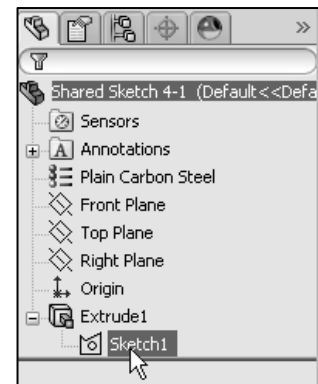 »
Shared Sketch 4-1 (Default<<Defa
Sensors
A Annotations
Plain Carbon Steel
Front Plane
Top Plane
Right Plane
Origin
Extrude1
Sketch1